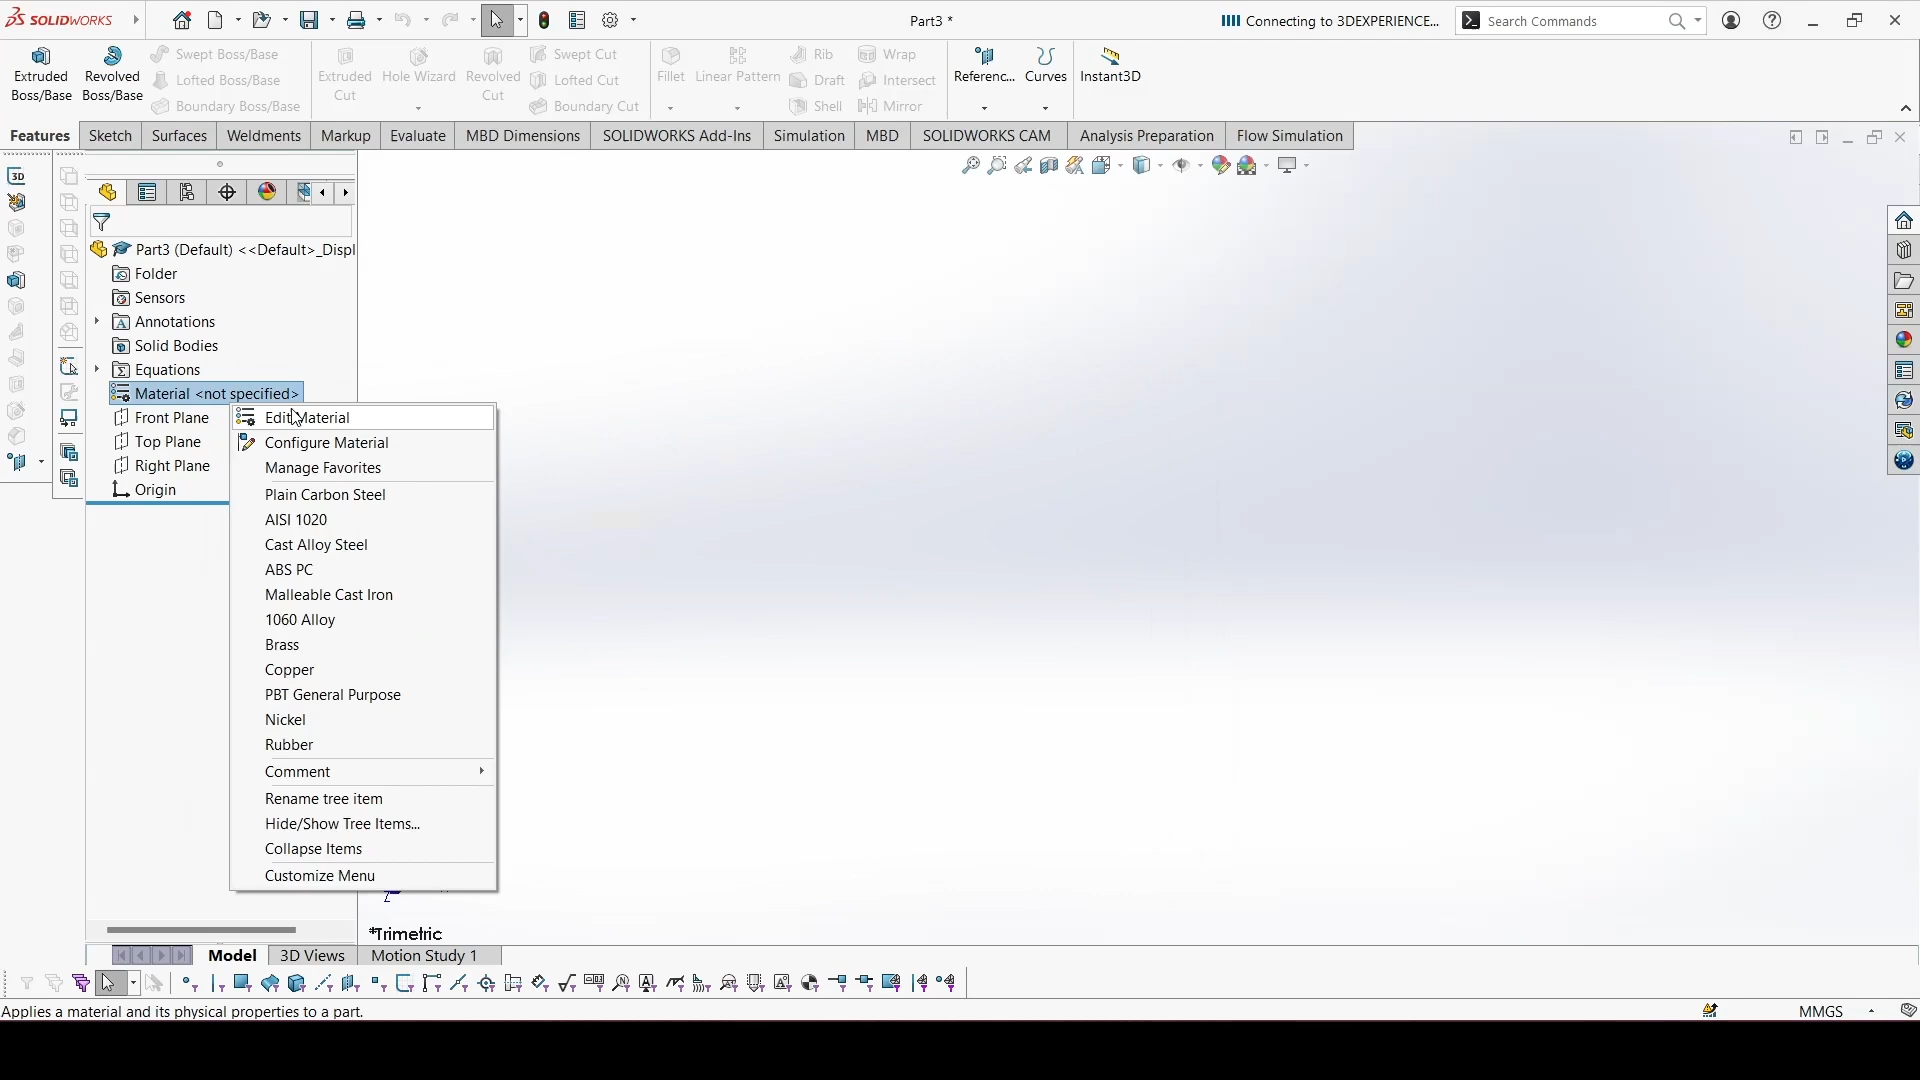 SOLIDWORKS
Part3 *
Connecting to 3DEXPERIENCE...
Search Commands
Extruded
Boss/Base
Revolved
Boss/Base
Swept Boss/Base
Lofted Boss/Base
Boundary Boss/Base
Extruded
Cut
Hole Wizard
Revolved
Cut
Swept Cut
Lofted Cut
Boundary Cut
Fillet
Linear Pattern
Rib
Draft
Shell
Wrap
Intersect
Mirror
Referenc...
Curves
Instant3D
Features
Sketch
Surfaces
Weldments
Markup
Evaluate
MBD Dimensions
SOLIDWORKS Add-Ins
Simulation
MBD
SOLIDWORKS CAM
Analysis Preparation
Flow Simulation
3D
Part3 (Default) <<Default>_Displ
Folder
Sensors
Annotations
Solid Bodies
Equations
Material <not specified>
Front Plane
Top Plane
Right Plane
Origin
Edit Material
Configure Material
Manage Favorites
Plain Carbon Steel
AISI 1020
Cast Alloy Steel
ABS PC
Malleable Cast Iron
1060 Alloy
Brass
Copper
PBT General Purpose
Nickel
Rubber
Comment
Rename tree item
Hide/Show Tree Items...
Collapse Items
Customize Menu
Z
*Trimetric
Model
3D Views
Motion Study 1
Applies a material and its physical properties to a part.
MMGS